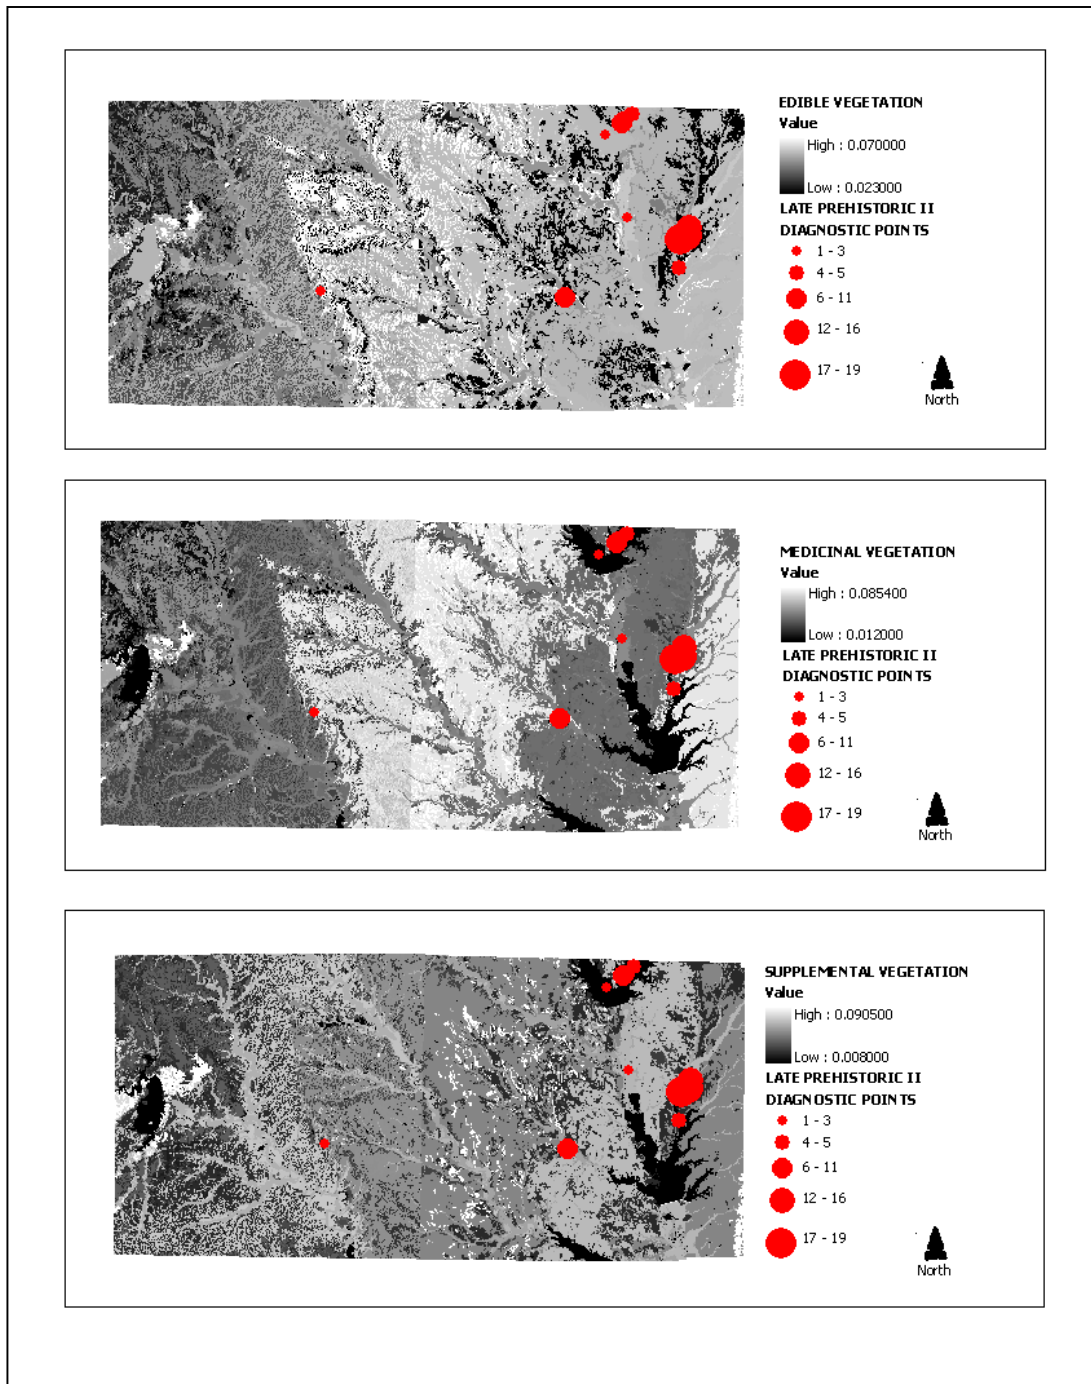 EDIBLE VEGETATION
Value
High : 0.070000
Low : 0.023000
LATE PREHISTORIC II
DIAGNOSTIC POINTS
1 - 3
4 - 5
6 - 11
12 - 16
17 - 19
North
MEDICINAL VEGETATION
Value
High : 0.085400
Low : 0.012000
LATE PREHISTORIC II
DIAGNOSTIC POINTS
1 - 3
4 - 5
6 - 11
12 - 16
17 - 19
North
SUPPLEMENTAL VEGETATION
Value
High : 0.090500
Low : 0.008000
LATE PREHISTORIC II
DIAGNOSTIC POINTS
1 - 3
4 - 5
6 - 11
12 - 16
17 - 19
North